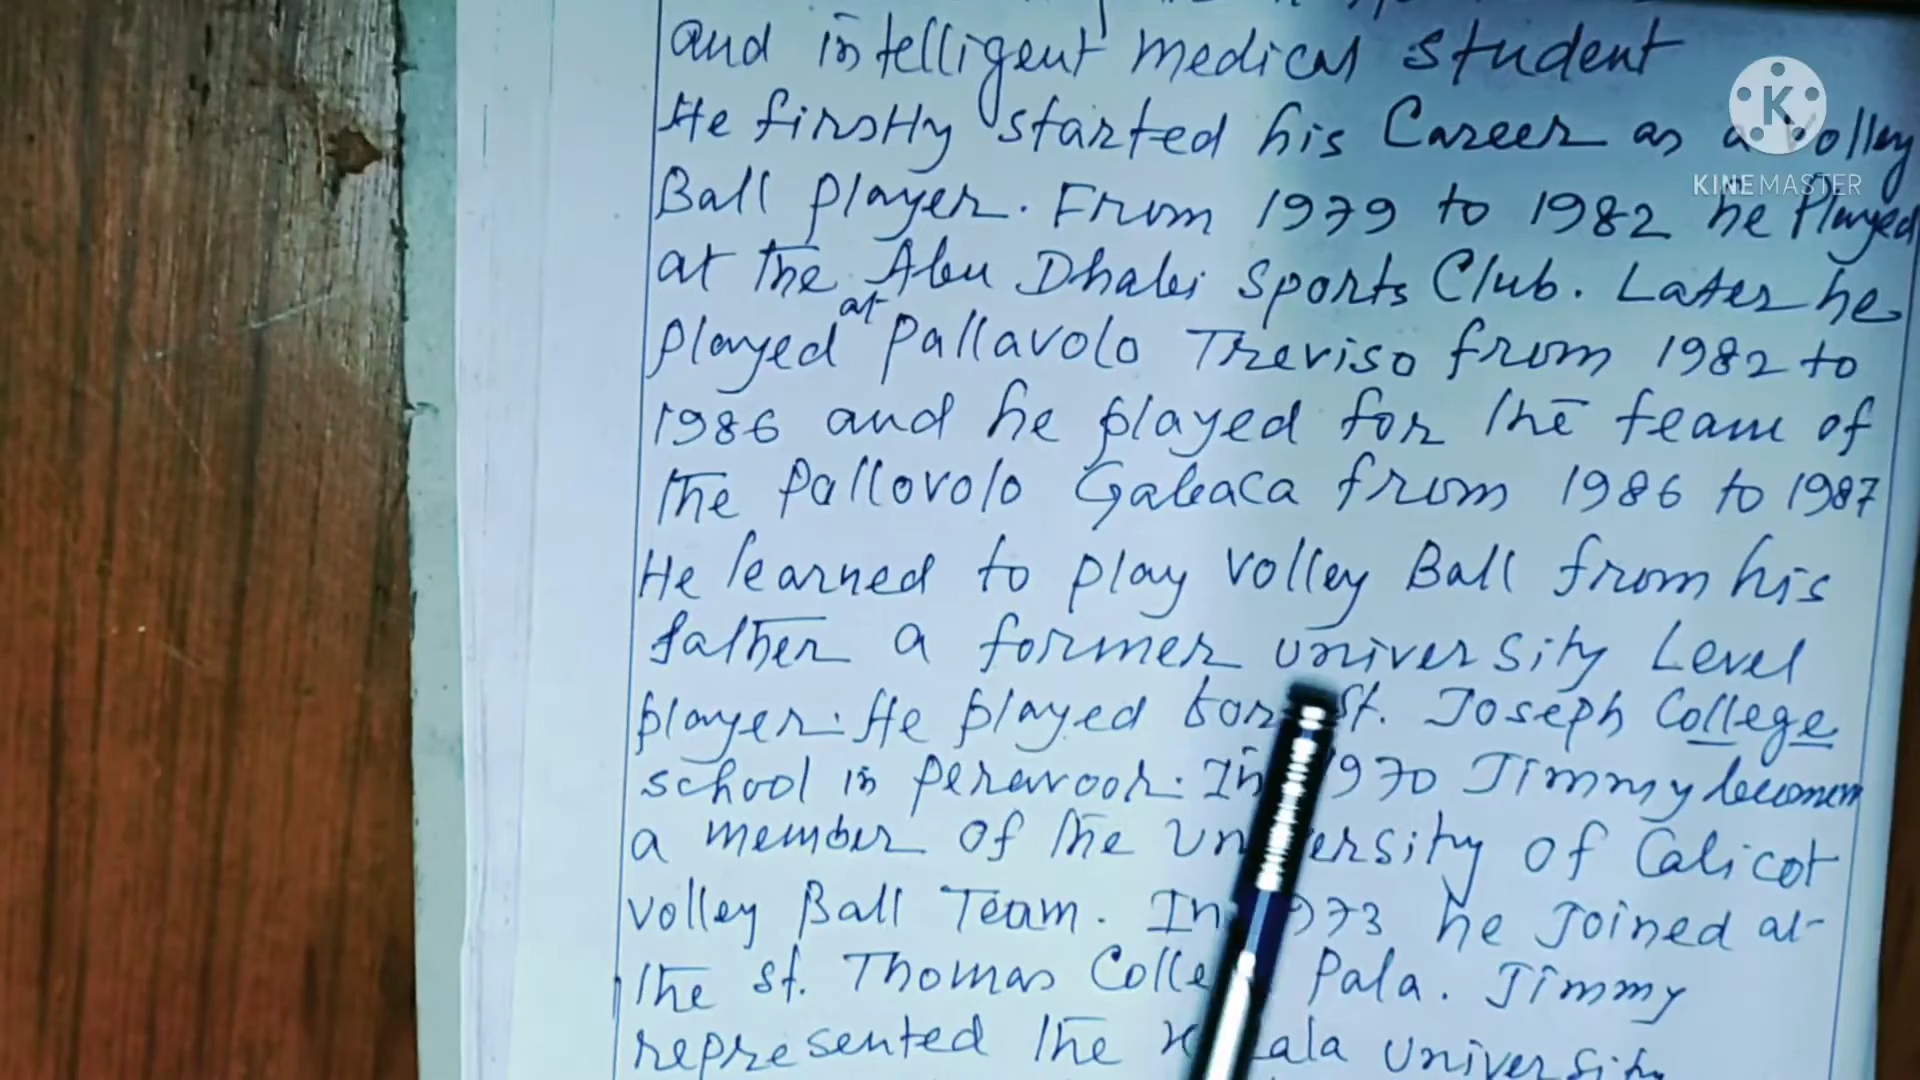 and intelligent medical student
He firstly started his Career as a Volley
Ball player. From 1979 to 1982 he Played
at the Abu Dhabi Sports Club. Later he
played at Pallavolo Treviso from 1982 to
1986 and he played for the team of
the Pallovolo Gabeca from 1986 to 1987
He learned to play Volley Ball from his
father a former university Level
player. He played for St. Joseph College
school in Peravoor. In 1970 Jimmy
a member of the University of Calicot
Volley Ball Team. In 1973 he joined at
the St. Thomas College Pala. Jimmy
represented the Kerala University
K
KINEMASTER